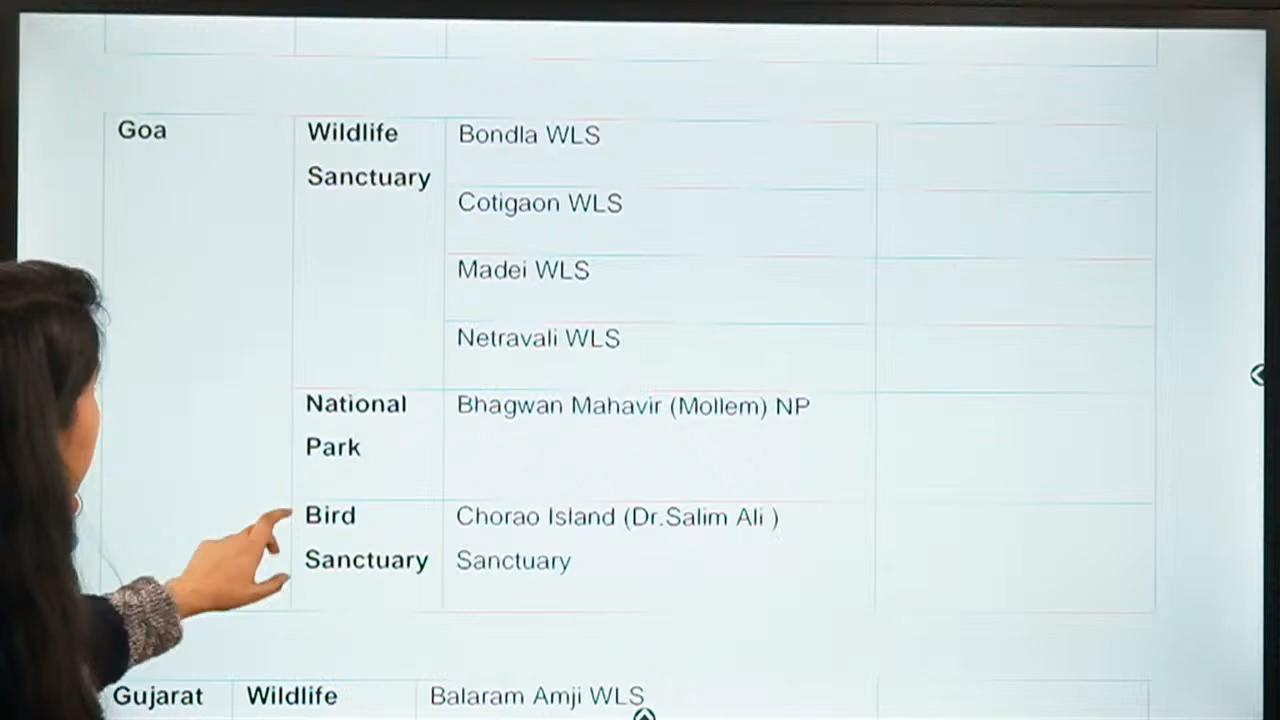 Goa
Wildlife
Sanctuary
Bondla WLS
Cotigaon WLS
Madei WLS
Netravali WLS
National
Park
Bhagwan Mahavir (Mollem) NP
Bird
Sanctuary
Chorao Island (Dr.Salim Ali )
Sanctuary
Gujarat
Wildlife
Balaram Amji WLS